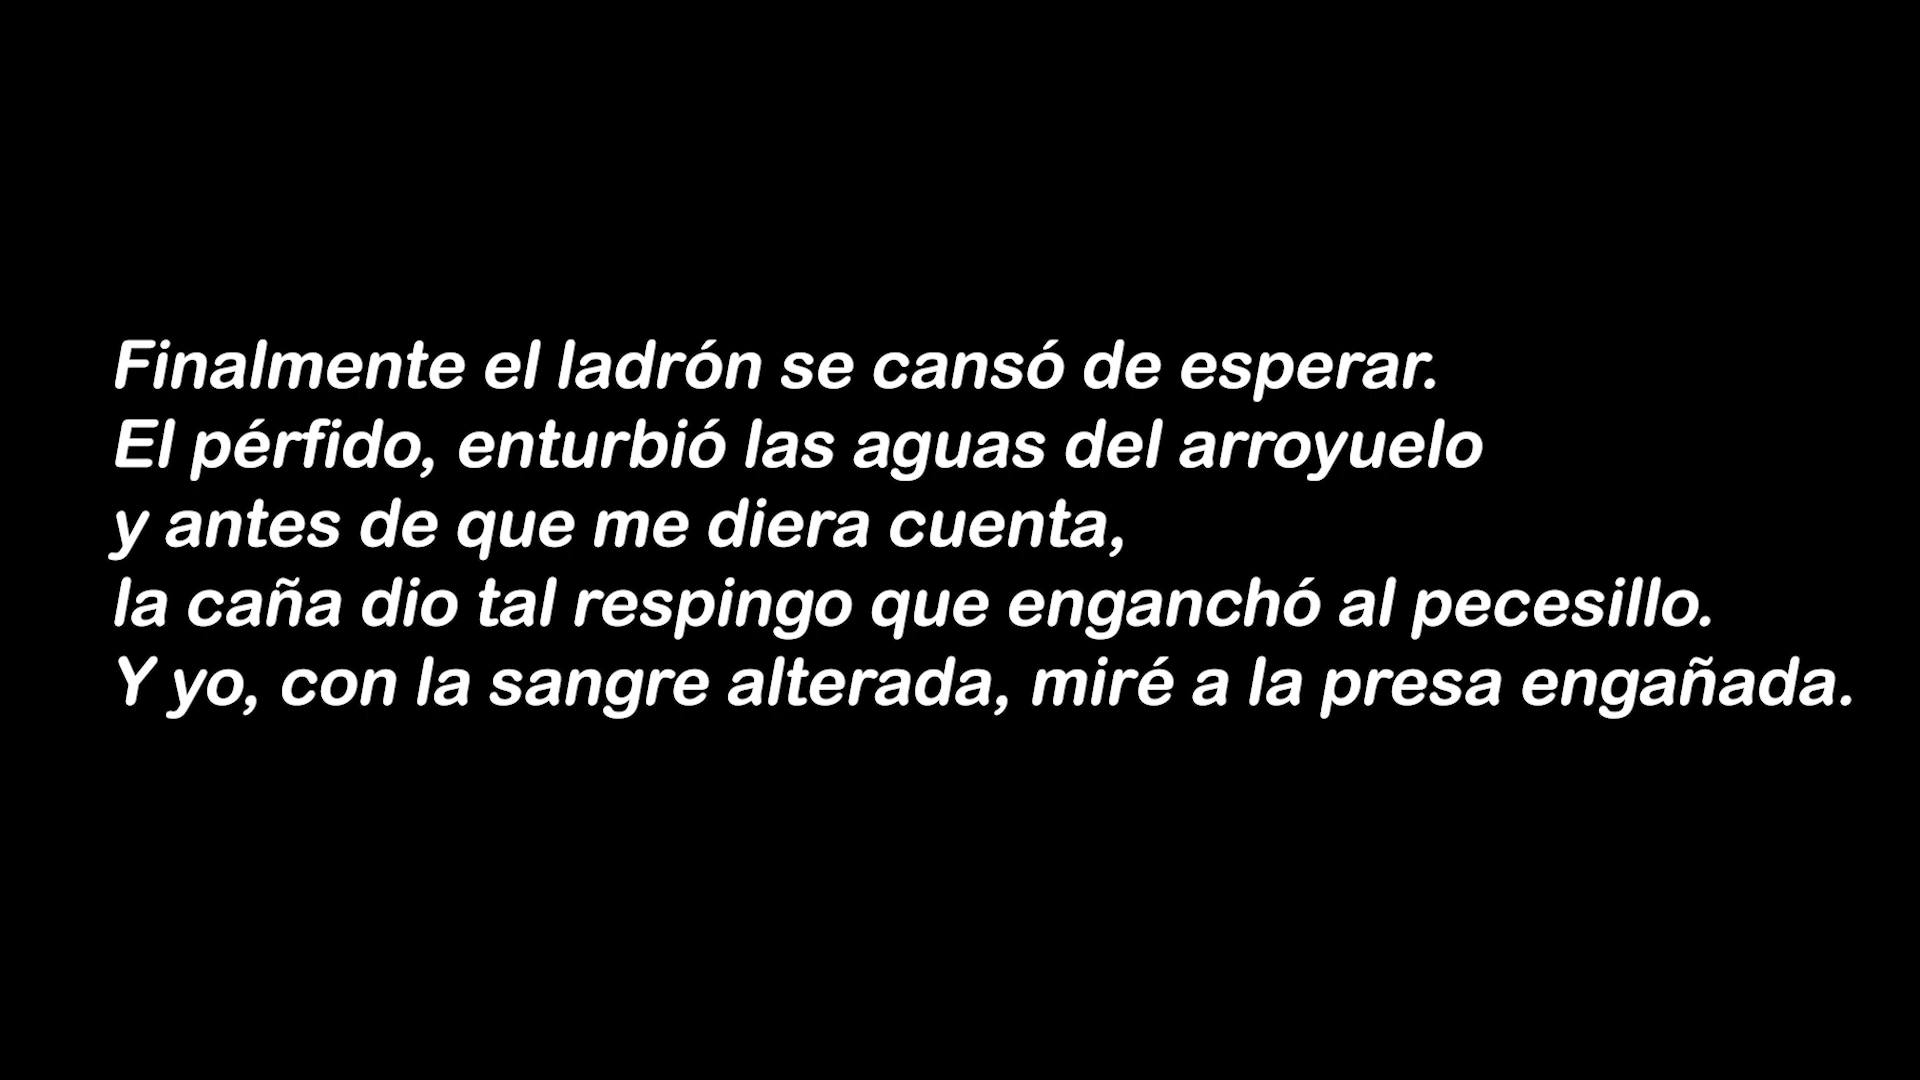 Finalmente el ladrón se cansó de esperar.
El pérfido, enturbió las aguas del arroyuelo
y antes de que me diera cuenta,
la caña dio tal respingo que enganchó al pecesillo.
Y yo, con la sangre alterada, miré a la presa engañada.